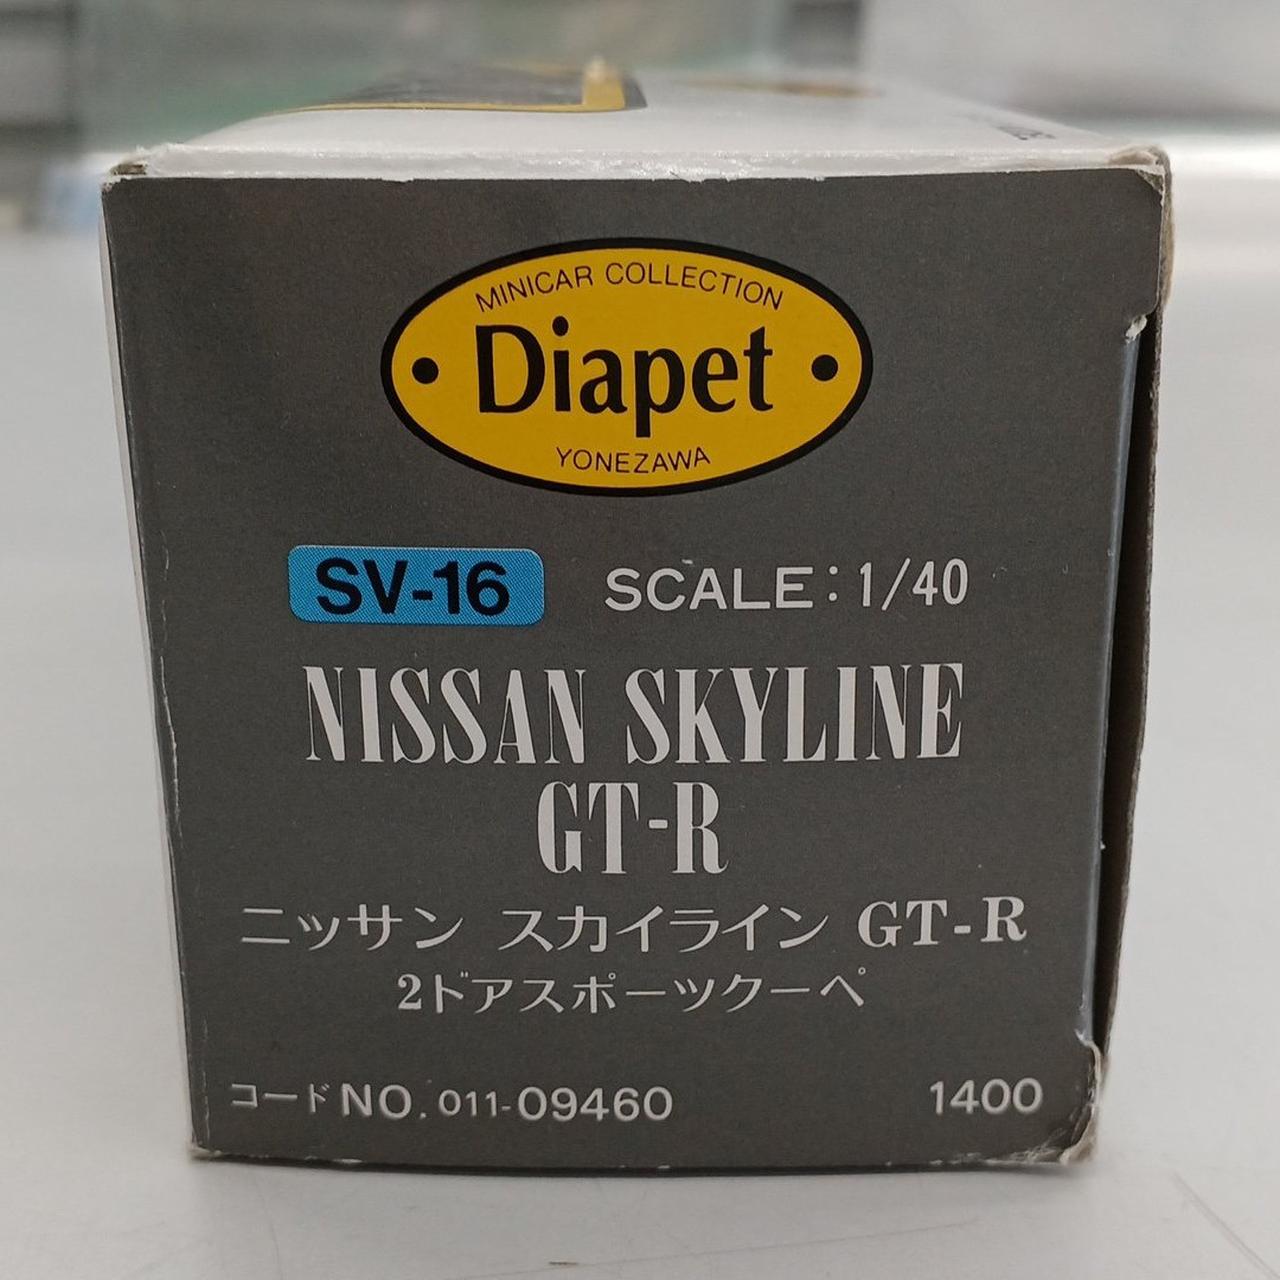 MINICAR COLLECTION
Diapet
YONEZAWA
SV-16 SCALE:1/40
NISSAN SKYLINE
GT-R
ニッサン スカイライン GT-R
2ドアスポーツクーペ
コードNO. 011-09460 1400